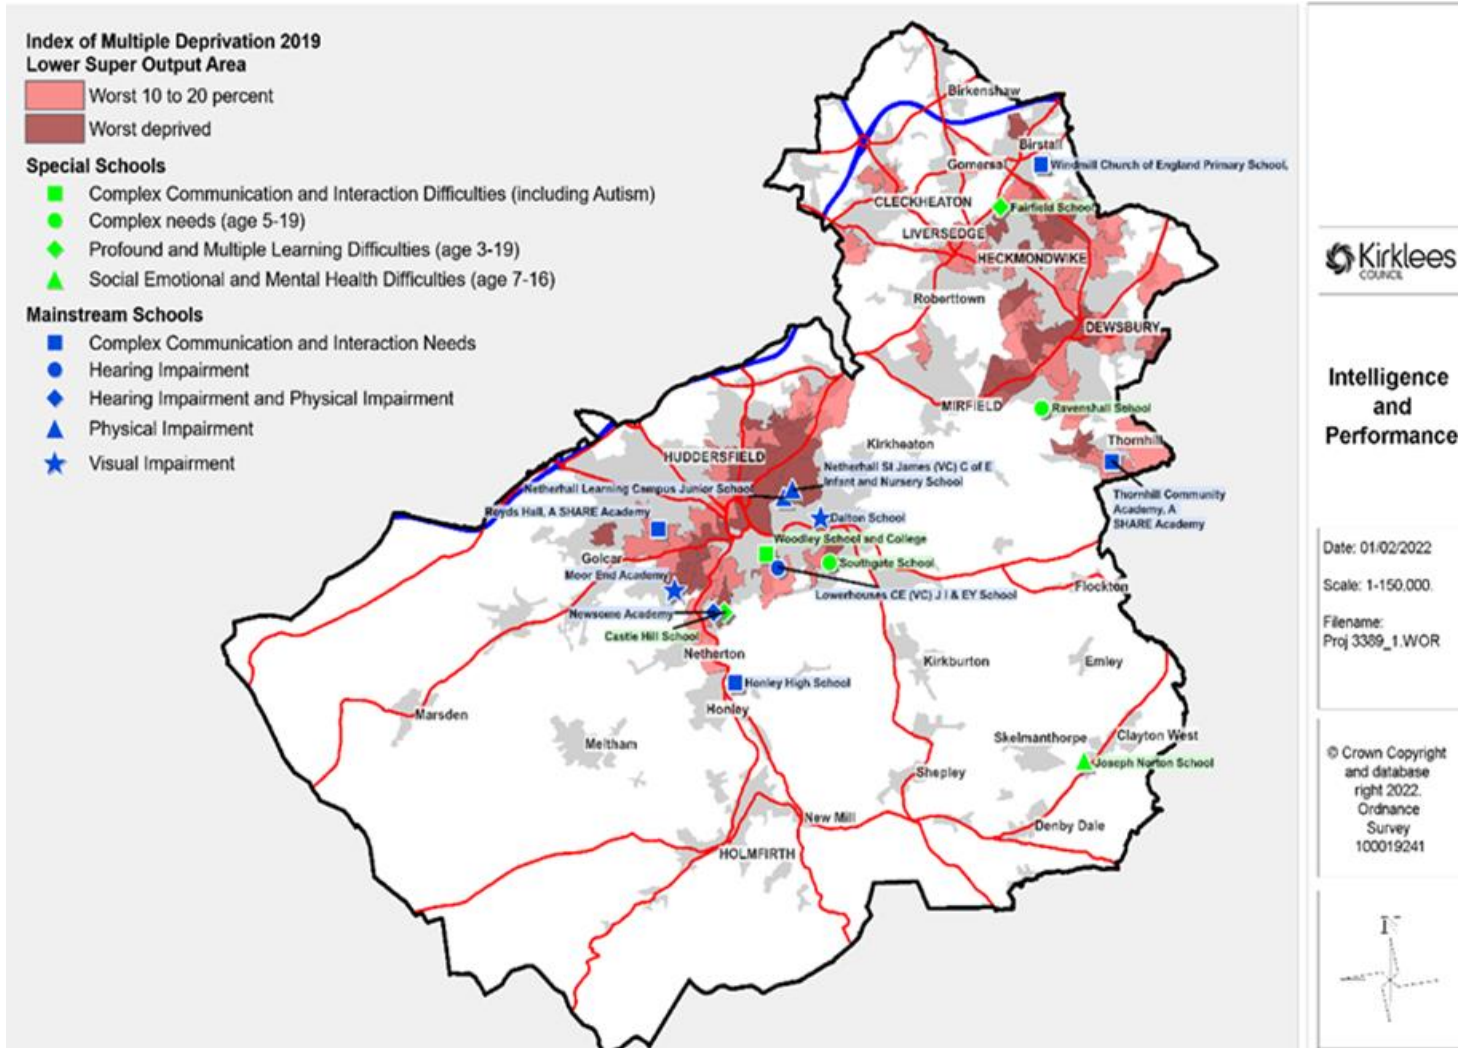 Index of Multiple Deprivation 2019
Lower Super Output Area
Worst 10 to 20 percent
Worst deprived
Special Schools
Complex Communication and Interaction Difficulties (including Autism)
Complex needs (age 5-19)
Profound and Multiple Learning Difficulties (age 3-19)
Social Emotional and Mental Health Difficulties (age 7-16)
Mainstream Schools
Complex Communication and Interaction Needs
Hearing Impairment
Hearing Impairment and Physical Impairment
Physical Impairment
Visual Impairment
Birkenshaw
Birstall
Gomersal
Windmill Church of England Primary School,
CLECKHEATON
Fairfield School
LIVERSEDGE
HECKMONDWIKE
Roberttown
DEWSBURY
MIRFIELD
Ravenshall School
Kirkheaton
Thornhill
HUDDERSFIELD
Netherhall St James (VC) C of E
Infant and Nursery School
Netherhall Learning Campus Junior School
Thornhill Community
Academy, A
SHARE Academy
Royds Hall, A SHARE Academy
Dalton School
Woodley School and College
Golcar
Southgate School
Moor End Academy
Lowerhouses CE (VC) J I & EY School
Flockton
Newsome Academy
Castle Hill School
Netherton
Kirkburton
Emley
Honley High School
Honley
Marsden
Meltham
Skelmanthorpe
Clayton West
Joseph Norton School
Shepley
New Mill
Denby Dale
HOLMFIRTH
Kirklees
COUNCIL
Intelligence
and
Performance
Date: 01/02/2022
Scale: 1-150,000.
Filename:
Proj 3389_1.WOR
© Crown Copyright
and database
right 2022.
Ordnance
Survey
100019241